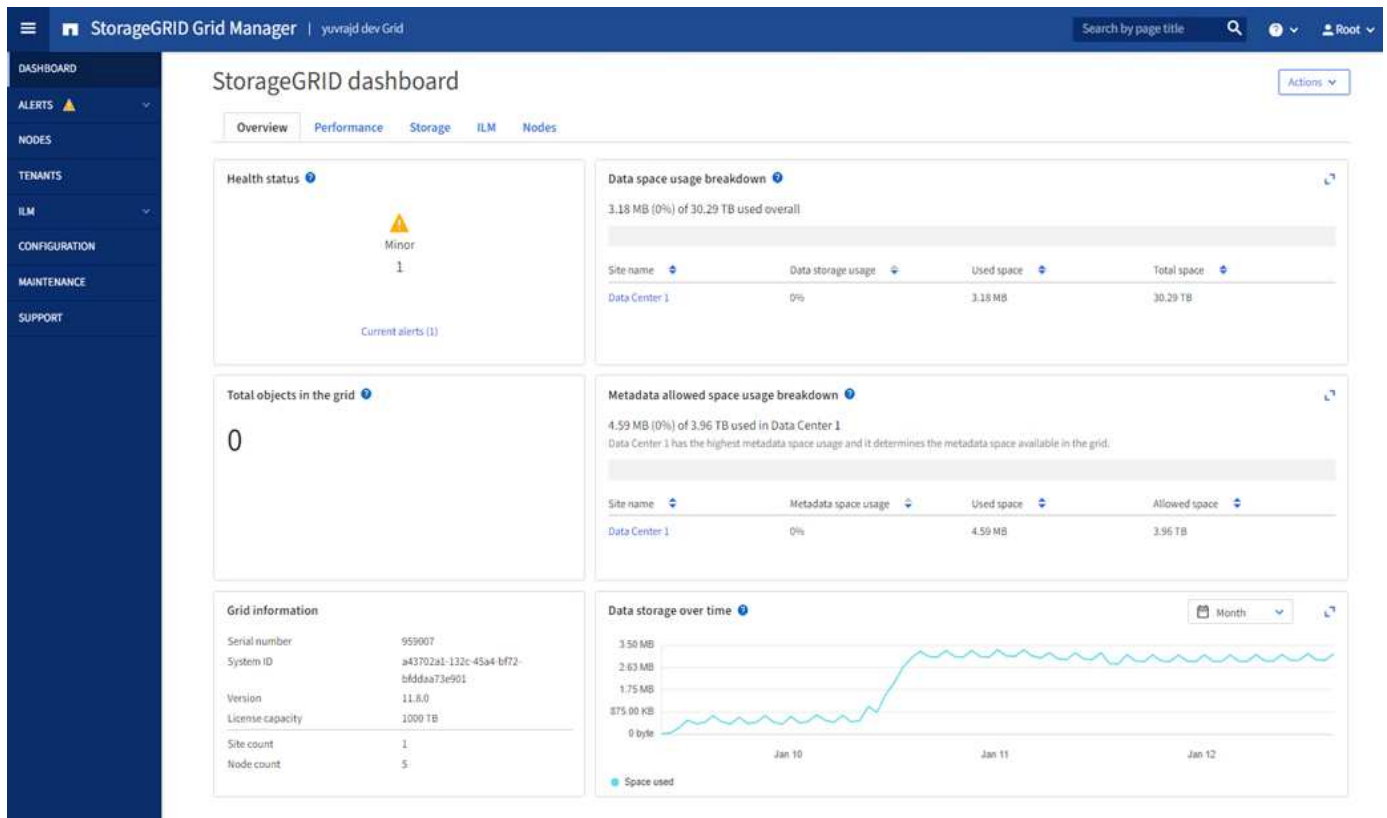 StorageGRID Grid Manager | yuvrajd dev Grid
Search by page title
Root
DASHBOARD
ALERTS
NODES
TENANTS
ILM
CONFIGURATION
MAINTENANCE
SUPPORT
StorageGRID dashboard
Actions
Overview Performance Storage ILM Nodes
Health status
Minor
1
Current alerts (1)
Data space usage breakdown
3.18 MB (0%) of 30.29 TB used overall
Site name Data storage usage Used space Total space
Data Center 1 0% 3.18 MB 30.29 TB
Total objects in the grid
0
Metadata allowed space usage breakdown
4.59 MB (0%) of 3.96 TB used in Data Center 1
Data Center 1 has the highest metadata space usage and it determines the metadata space available in the grid.
Site name Metadata space usage Used space Allowed space
Data Center 1 0% 4.59 MB 3.96 TB
Grid information
Serial number 959007
System ID a43702a1-132c-45a4-bf72-
bfddaa73e901
Version 11.8.0
License capacity 1000 TB
Site count 1
Node count 5
Data storage over time
Month
3.50 MB
2.63 MB
1.75 MB
875.00 KB
0 byte
Jan 10 Jan 11 Jan 12
Space used